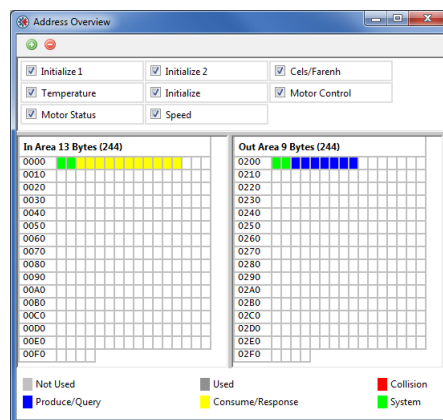 Address Overview
Initialize 1 Initialize 2 Cels/Farenh
Temperature Initialize Motor Control
Motor Status Speed
In Area 13 Bytes (244) Out Area 9 Bytes (244)
0000 0200
0010 0210
0020 0220
0030 0230
0040 0240
0050 0250
0060 0260
0070 0270
0080 0280
0090 0290
00A0 02A0
00B0 02B0
00C0 02C0
00D0 02D0
00E0 02E0
00F0 02F0
Not Used Used Collision
Produce/Query Consume/Response System